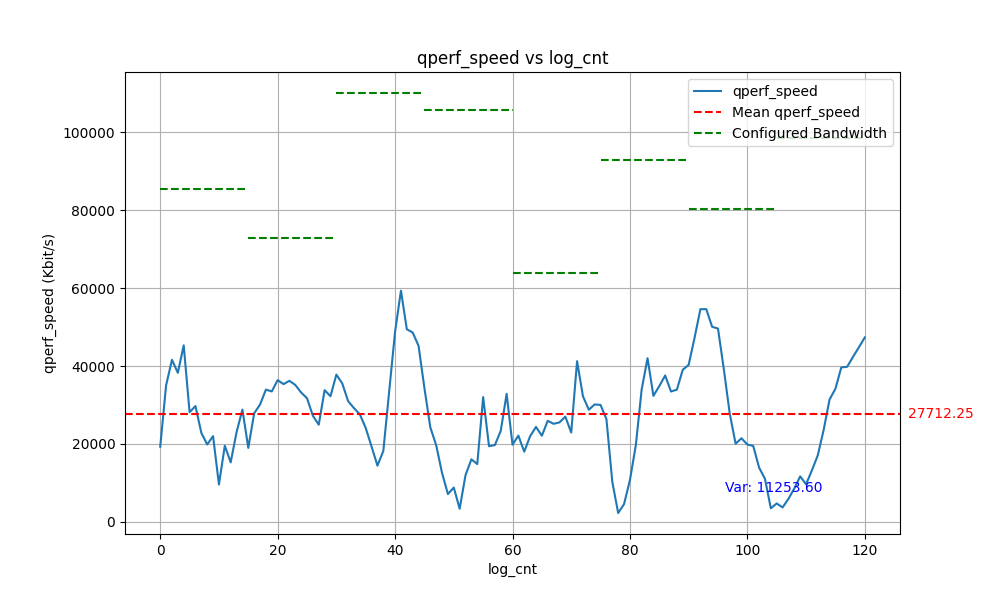 qperf_speed vs log_cnt
qperf_speed
Mean qperf_speed
Configured Bandwidth
qperf_speed (Kbit/s)
100000
80000
60000
40000
20000
0
27712.25
Var: 11253.60
0 20 40 60 80 100 120
log_cnt